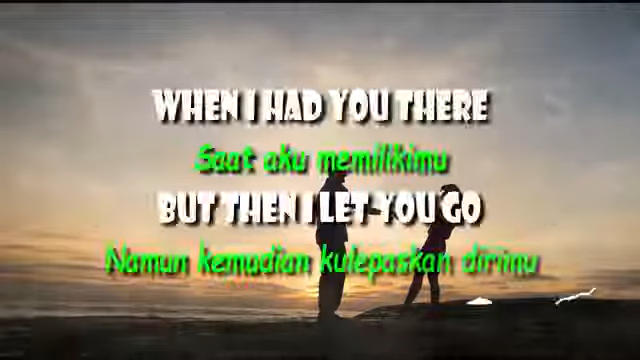 WHEN I HAD YOU THERE
Saat aku memilikimu
BUT THEN I LET YOU GO
Namun kemudian kulepaskan dirimu